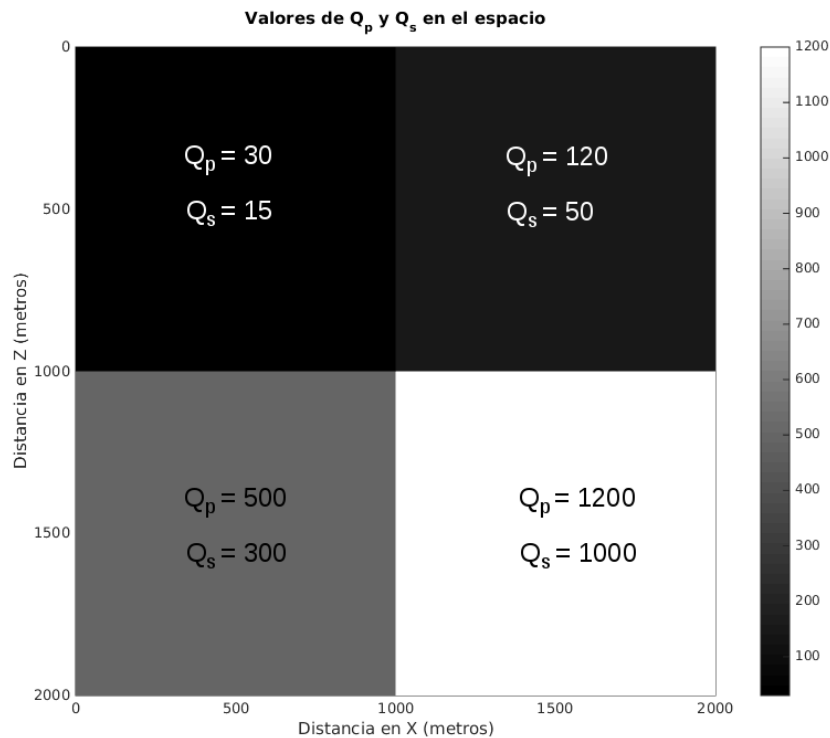 Valores de Qp y Qs en el espacio
0
500
1000
1500
2000
Distancia en Z (metros)
Qp = 30
Qs = 15
Qp = 120
Qs = 50
Qp = 500
Qs = 300
Qp = 1200
Qs = 1000
0
500
1000
1500
2000
Distancia en X (metros)
1200
1100
1000
900
800
700
600
500
400
300
200
100